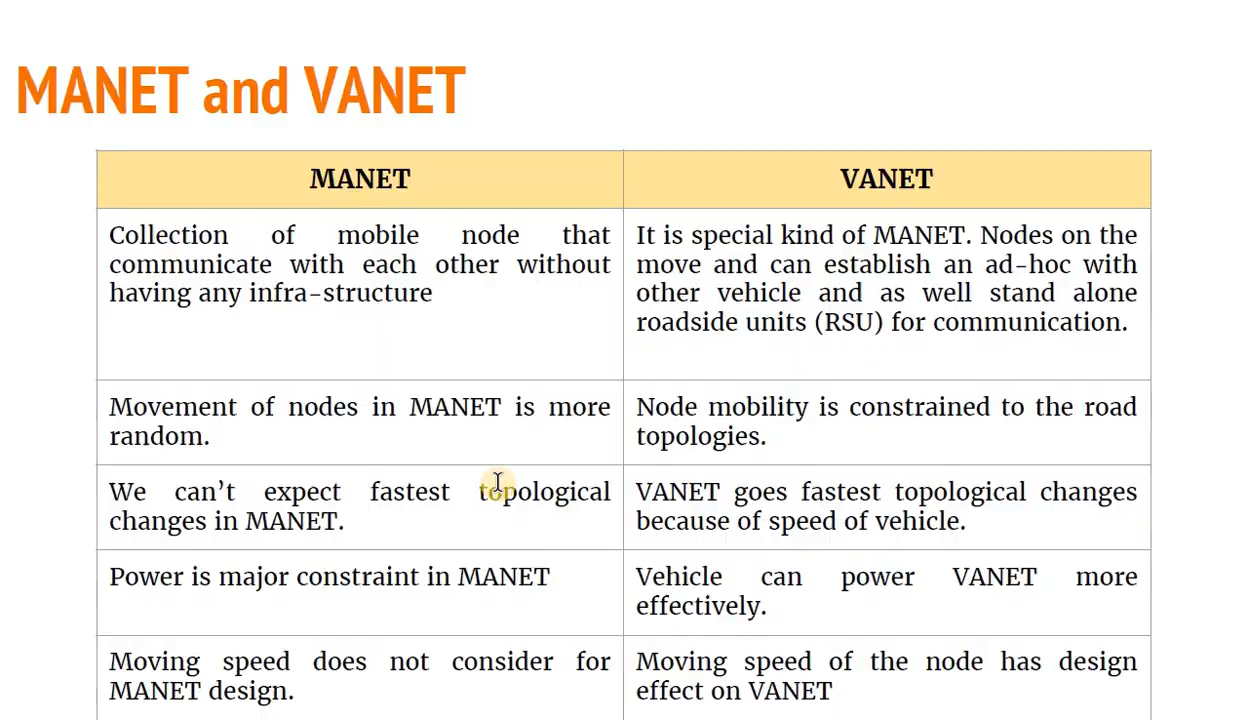 MANET and VANET
MANET
VANET
Collection of mobile node that
communicate with each other without
having any infra-structure
It is special kind of MANET. Nodes on the
move and can establish an ad-hoc with
other vehicle and as well stand alone
roadside units (RSU) for communication.
Movement of nodes in MANET is more
random.
Node mobility is constrained to the road
topologies.
We can’t expect fastest topological
changes in MANET.
VANET goes fastest topological changes
because of speed of vehicle.
Power is major constraint in MANET
Vehicle can power VANET more
effectively.
Moving speed does not consider for
MANET design.
Moving speed of the node has design
effect on VANET